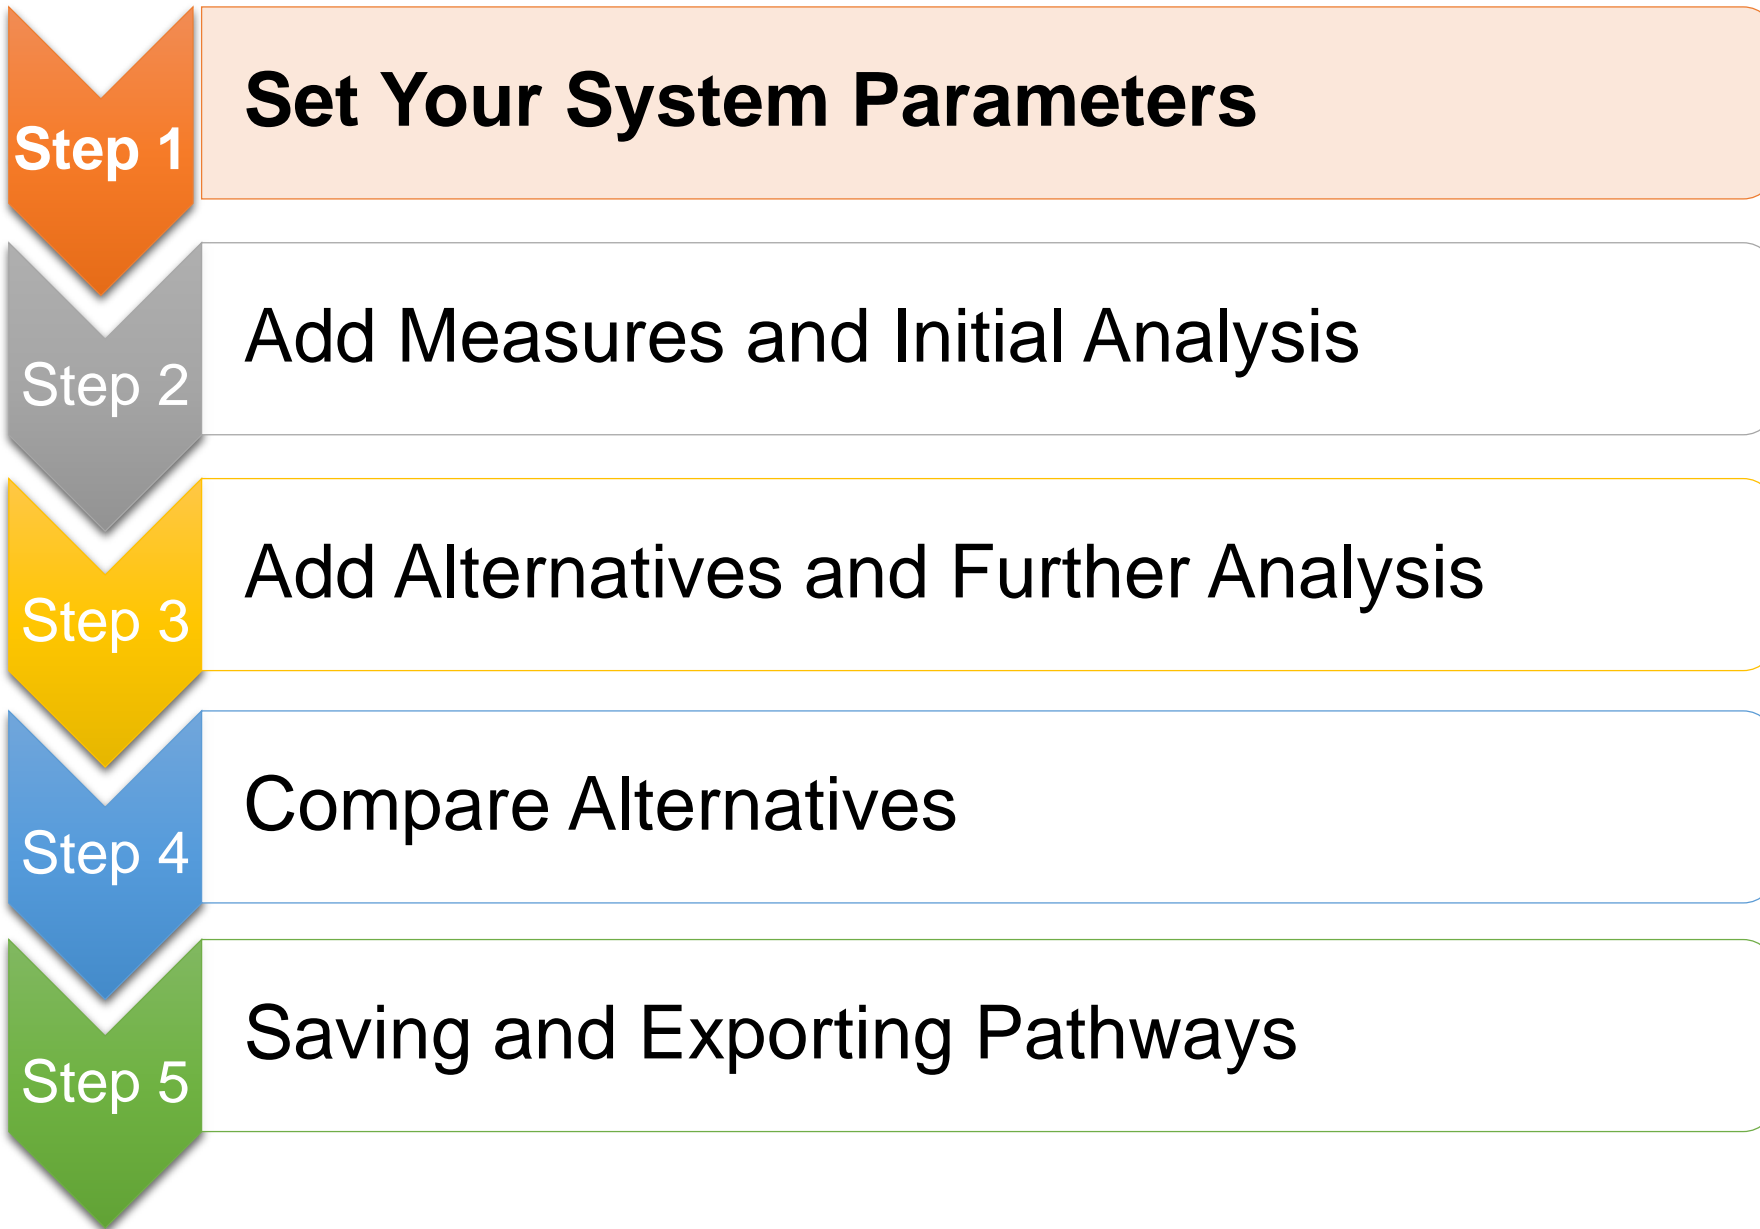 Step 1
Set Your System Parameters
Step 2
Add Measures and Initial Analysis
Step 3
Add Alternatives and Further Analysis
Step 4
Compare Alternatives
Step 5
Saving and Exporting Pathways